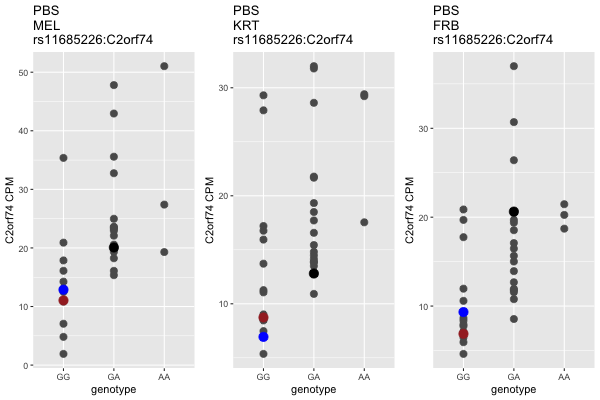 PBS
MEL
rs11685226:C2orf74
C2orf74 CPM
50
40
30
20
10
0
GG GA AA
genotype
PBS
KRT
rs11685226:C2orf74
C2orf74 CPM
30
20
10
GG GA AA
genotype
PBS
FRB
rs11685226:C2orf74
C2orf74 CPM
30
20
10
GG GA AA
genotype